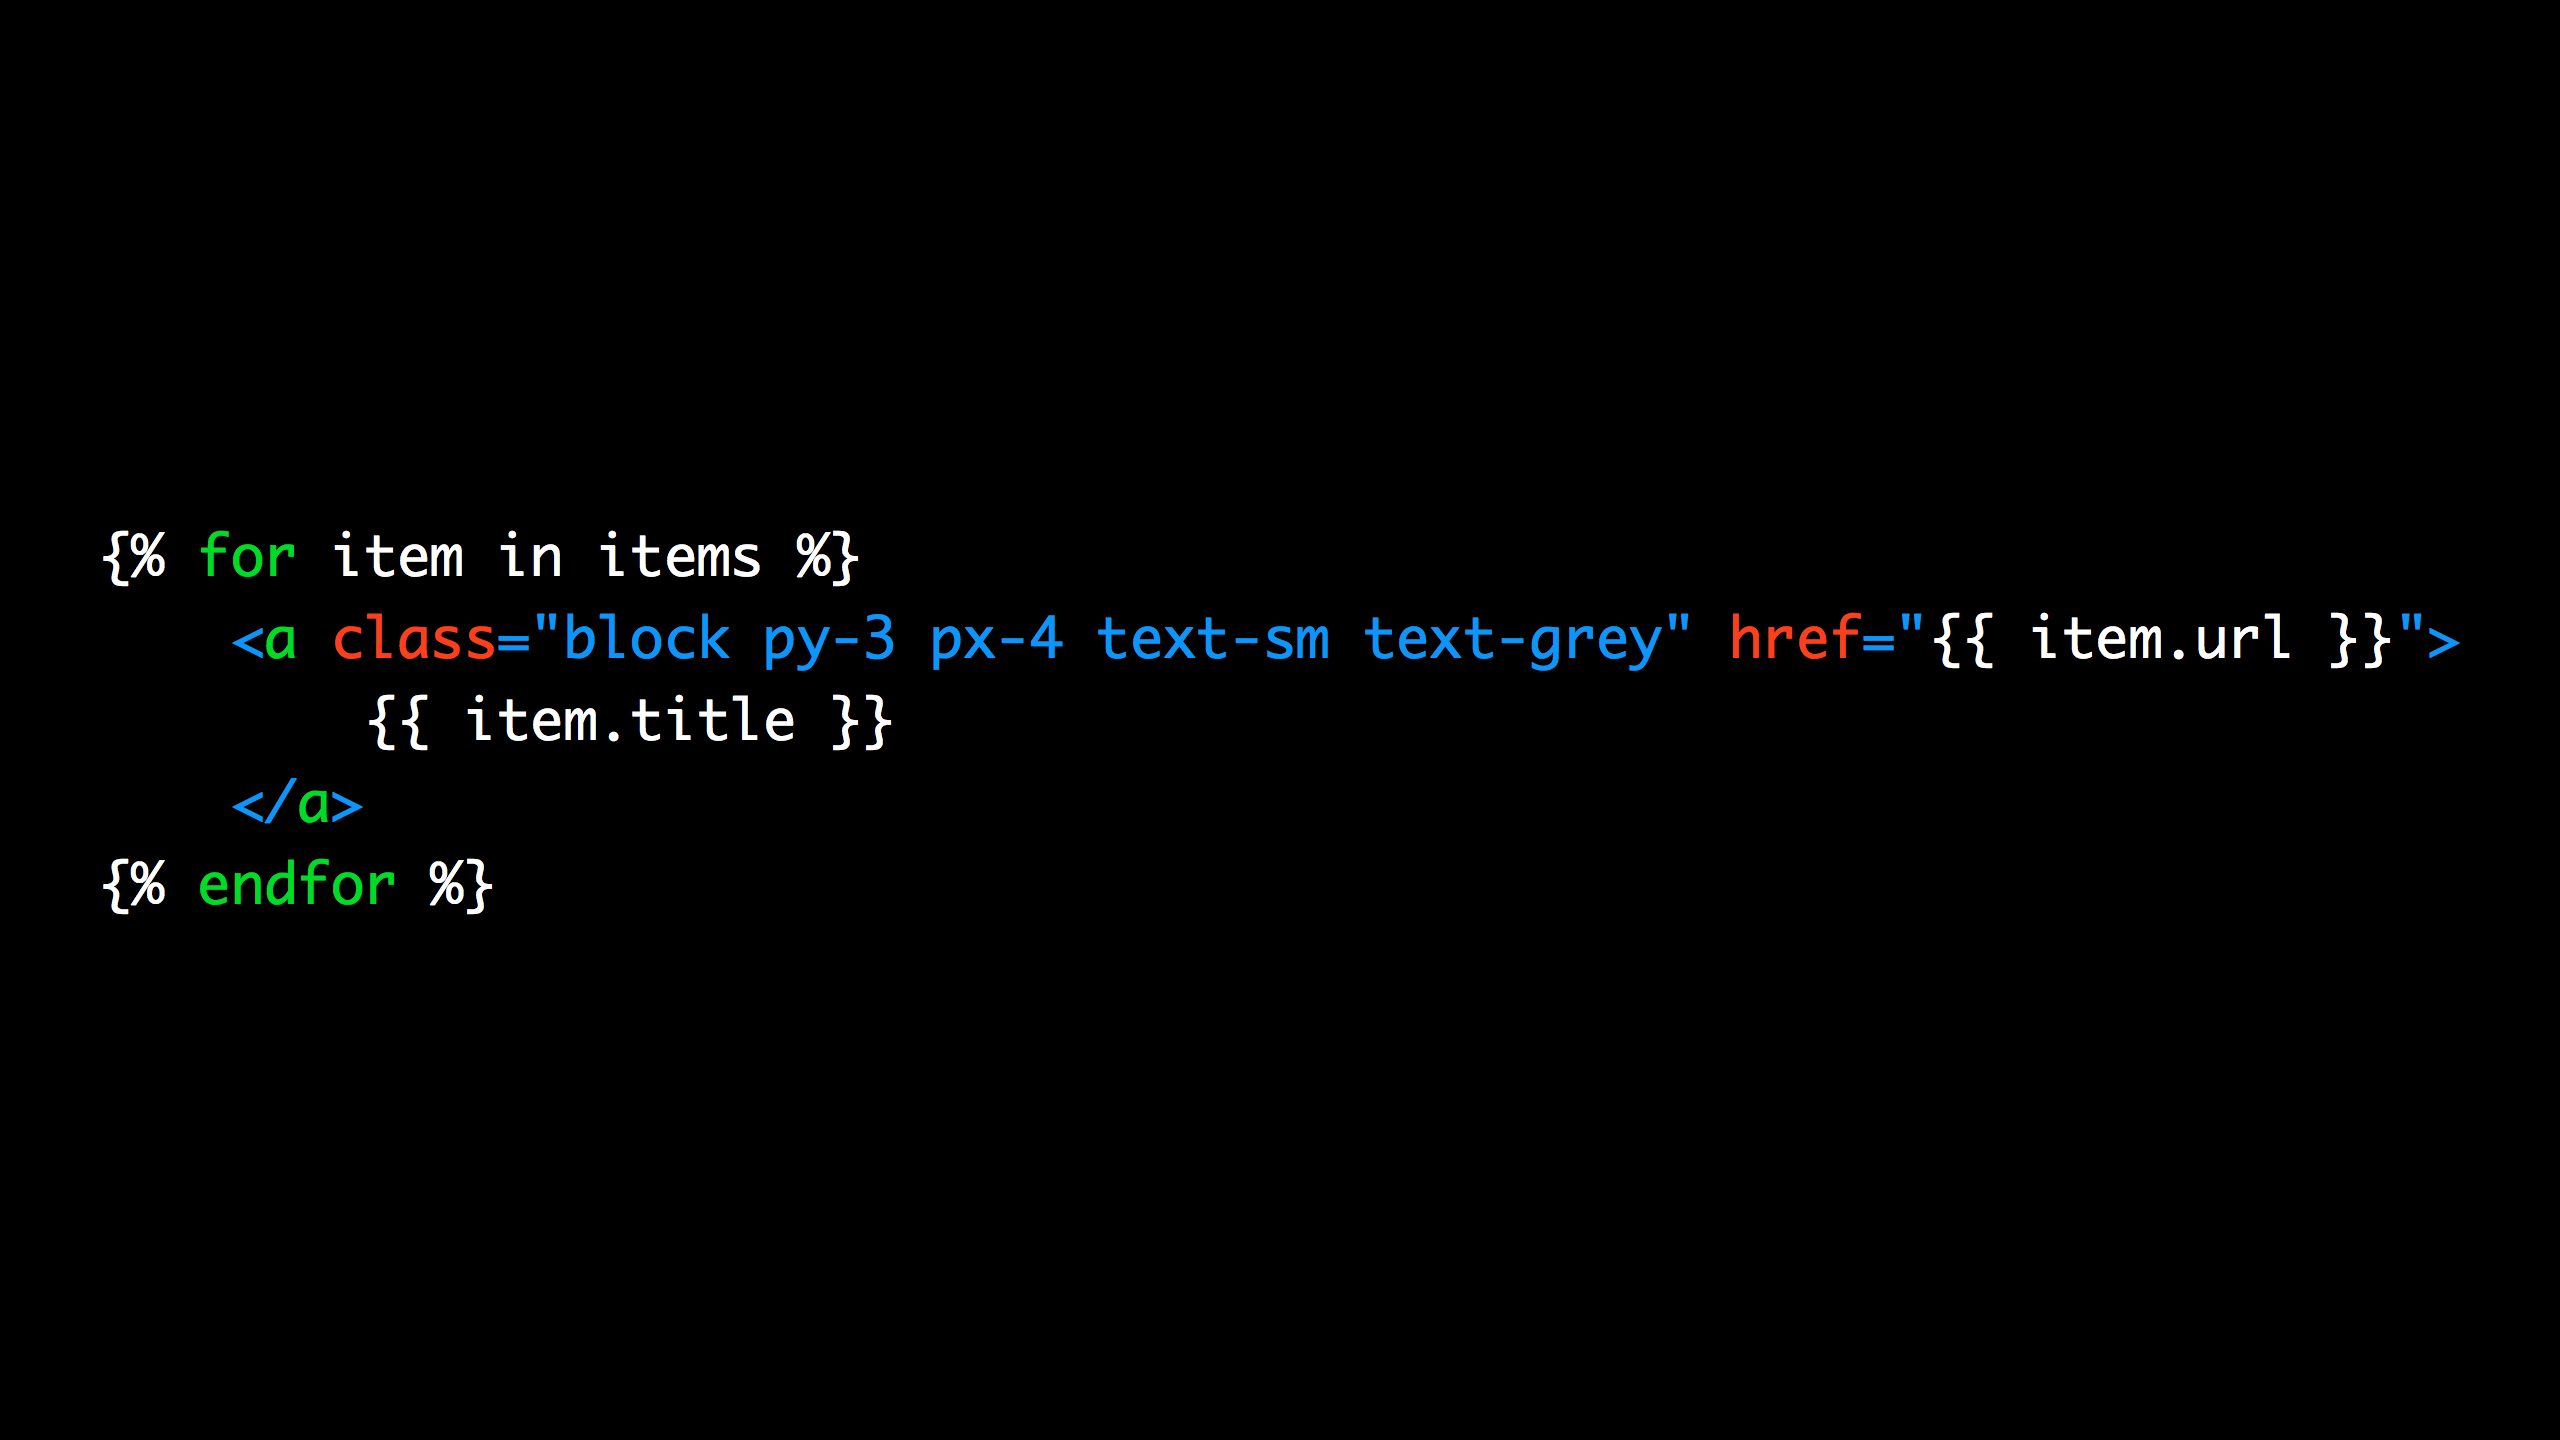 {% for item in items %}
    <a class="block py-3 px-4 text-sm text-grey" href="{{ item.url }}">
        {{ item.title }}
    </a>
{% endfor %}